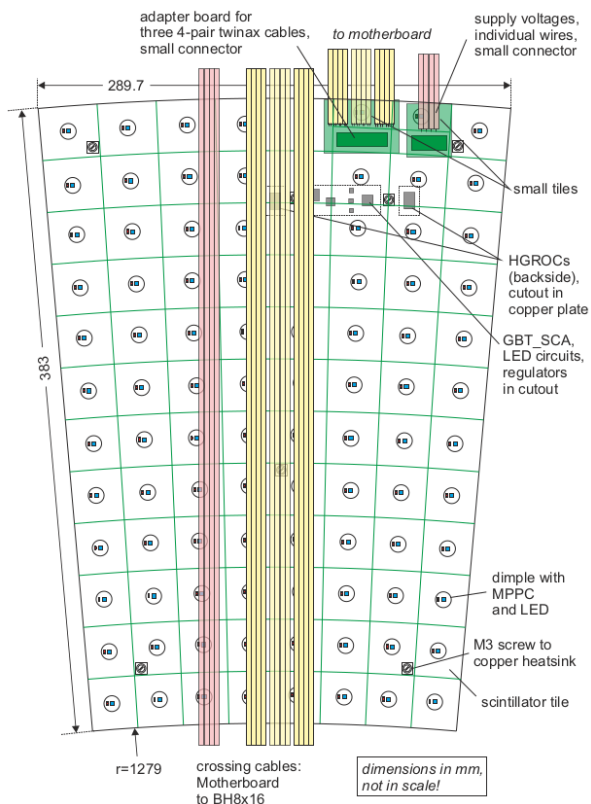 adapter board for
three 4-pair twinax cables,
small connector
to motherboard
supply voltages,
individual wires,
small connector
289.7
small tiles
HGROCs
(backside),
cutout in
copper plate
GBT_SCA,
LED circuits,
regulators
in cutout
383
dimple with
MPPC
and LED
M3 screw to
copper heatsink
scintillator tile
r=1279
crossing cables:
Motherboard
to BH8x16
dimensions in mm,
not in scale!